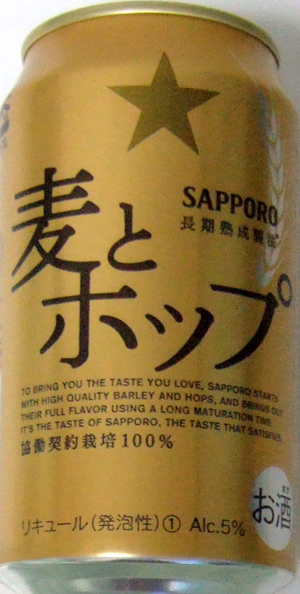 SAPPORO
長期熟成製法
麦と
ホップ
TO BRING YOU THE TASTE YOU LOVE, SAPPORO STARTS
WITH HIGH QUALITY BARLEY AND HOPS, AND BRINGS OUT
THEIR FULL FLAVOR USING A LONG MATURATION TIME.
IT'S THE TASTE OF SAPPORO. THE TASTE THAT SATISFIES.
協働契約栽培100%
お酒
リキュール(発泡性)① Alc.5%